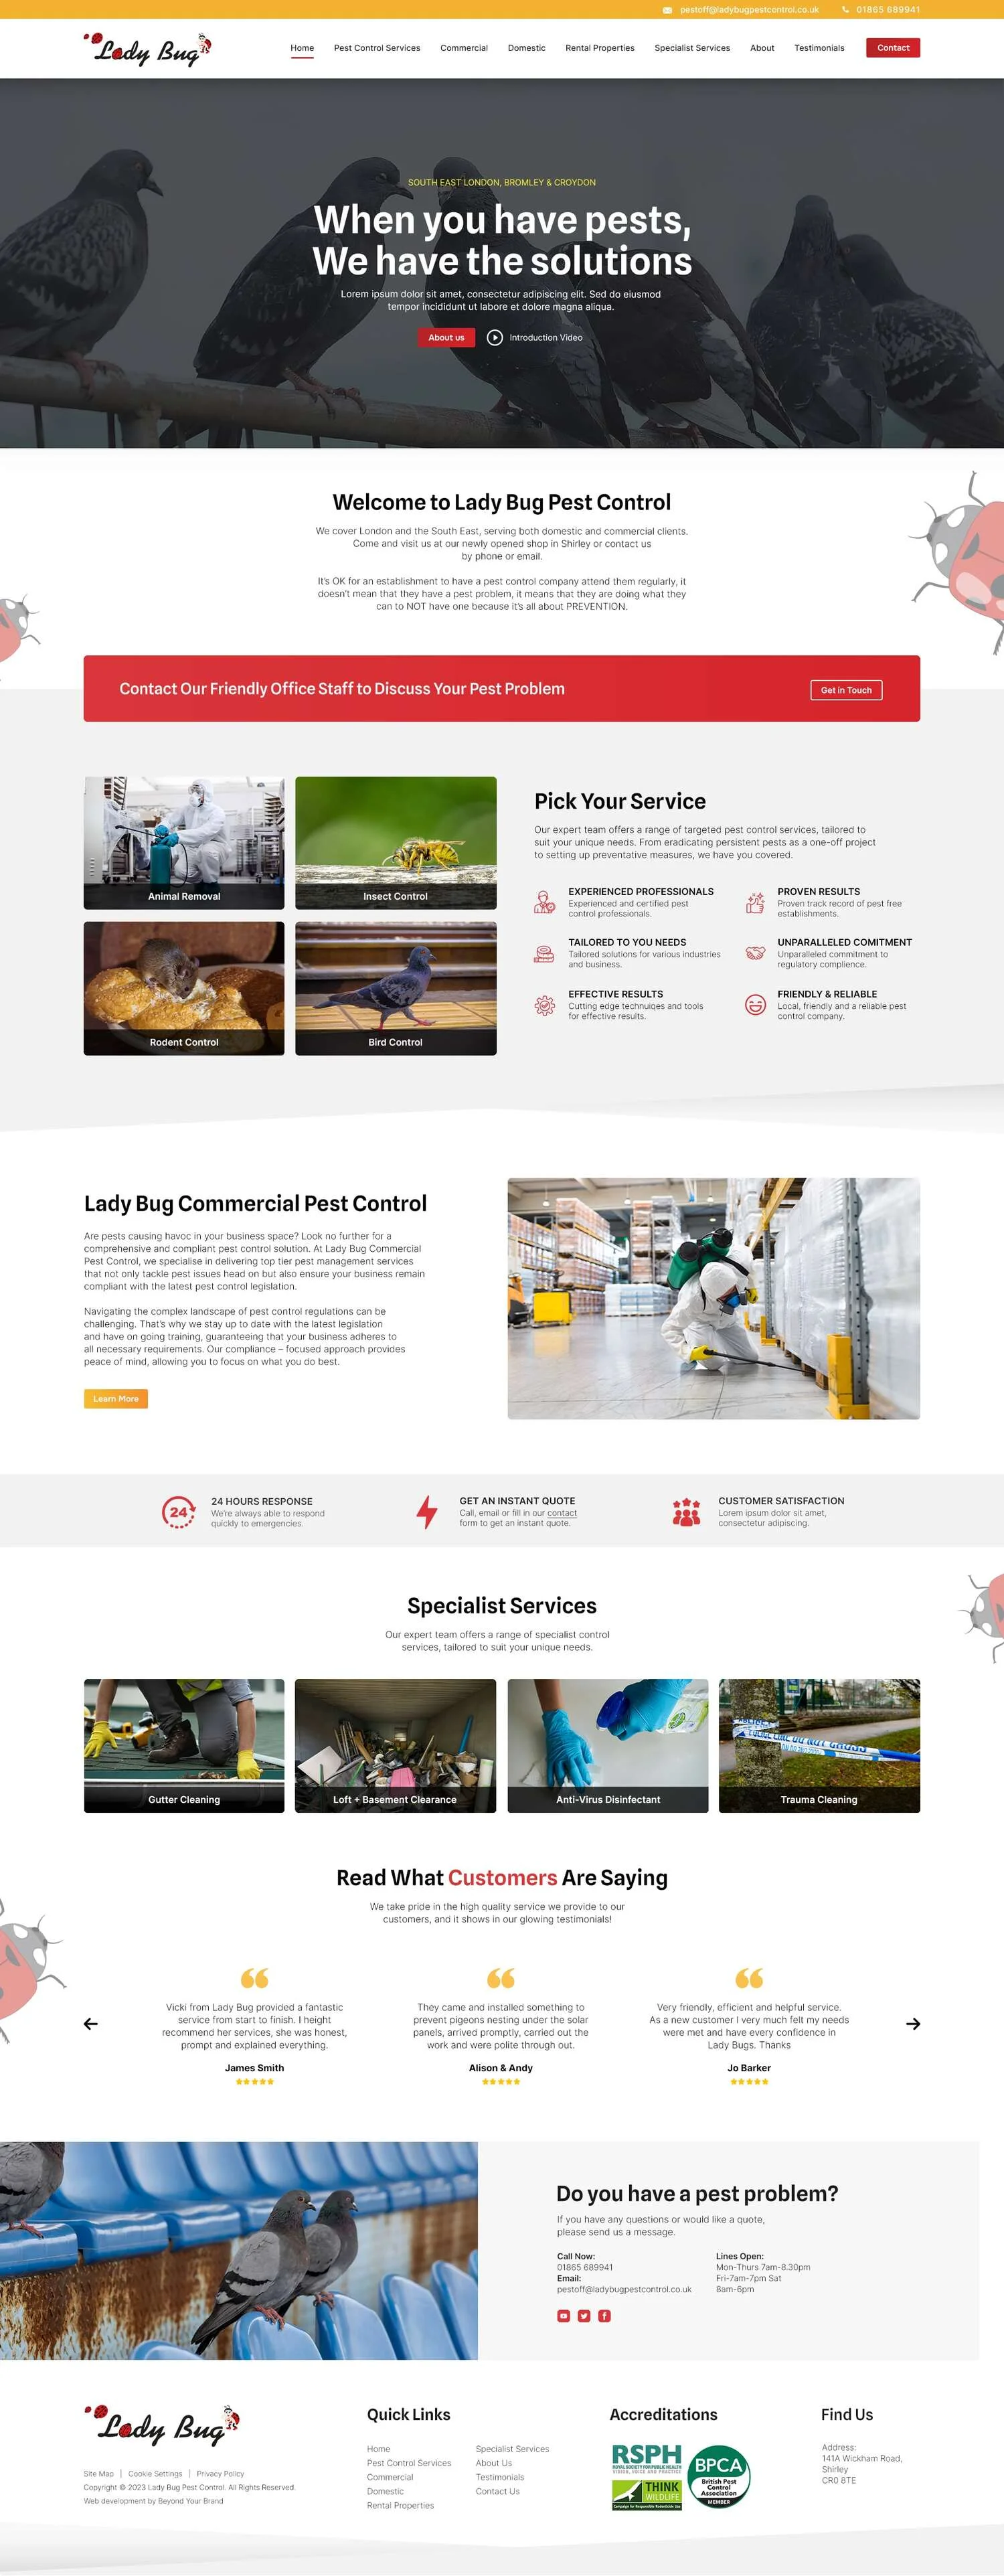 pestoff@ladybugpestcontrol.co.uk 01865 689941
Lady Bug
Home Pest Control Services Commercial Domestic Rental Properties Specialist Services About Testimonials Contact
SOUTH EAST LONDON, BROMLEY & CROYDON
When you have pests,
We have the solutions
Lorem ipsum dolor sit amet, consectetur adipiscing elit. Sed do eiusmod
tempor incididunt ut labore et dolore magna aliqua.
About us Introduction Video
Welcome to Lady Bug Pest Control
We cover London and the South East, serving both domestic and commercial clients.
Come and visit us at our newly opened shop in Shirley or contact us
by phone or email.
It's OK for an establishment to have a pest control company attend them regularly, it
doesn't mean that they have a pest problem, it means that they are doing what they
can to NOT have one because it's all about PREVENTION.
Contact Our Friendly Office Staff to Discuss Your Pest Problem
Get in Touch
Animal Removal
Insect Control
Rodent Control
Bird Control
Pick Your Service
Our expert team offers a range of targeted pest control services, tailored to
suit your unique needs. From eradicating persistent pests as a one-off project
to setting up preventative measures, we have you covered.
EXPERIENCED PROFESSIONALS
Experienced and certified pest
control professionals.
PROVEN RESULTS
Proven track record of pest free
establishments.
TAILORED TO YOU NEEDS
Tailored solutions for various industries
and business.
UNPARALLELED COMITMENT
Unparalleled commitment to
regulatory complience.
EFFECTIVE RESULTS
Cutting edge techniuqes and tools
for effective results.
FRIENDLY & RELIABLE
Local, friendly and a reliable pest
control company.
Lady Bug Commercial Pest Control
Are pests causing havoc in your business space? Look no further for a
comprehensive and compliant pest control solution. At Lady Bug Commercial
Pest Control, we specialise in delivering top tier pest management services
that not only tackle pest issues head on but also ensure your business remain
compliant with the latest pest control legislation.
Navigating the complex landscape of pest control regulations can be
challenging. That's why we stay up to date with the latest legislation
and have on going training, guaranteeing that your business adheres to
all necessary requirements. Our compliance – focused approach provides
peace of mind, allowing you to focus on what you do best.
Learn More
24
24 HOURS RESPONSE
We're always able to respond
quickly to emergencies.
GET AN INSTANT QUOTE
Call, email or fill in our contact
form to get an instant quote.
CUSTOMER SATISFACTION
Lorem ipsum dolor sit amet,
consectetur adipiscing.
Specialist Services
Our expert team offers a range of specialist control
services, tailored to suit your unique needs.
Gutter Cleaning
Loft + Basement Clearance
Anti-Virus Disinfectant
POLICE LINE DO NOT CROSS
Trauma Cleaning
Read What Customers Are Saying
We take pride in the high quality service we provide to our
customers, and it shows in our glowing testimonials!
Vicki from Lady Bug provided a fantastic
service from start to finish. I height
recommend her services, she was honest,
prompt and explained everything.
James Smith
They came and installed something to
prevent pigeons nesting under the solar
panels, arrived promptly, carried out the
work and were polite through out.
Alison & Andy
Very friendly, efficient and helpful service.
As a new customer I very much felt my needs
were met and have every confidence in
Lady Bugs. Thanks
Jo Barker
Do you have a pest problem?
If you have any questions or would like a quote,
please send us a message.
Call Now:
01865 689941
Email:
pestoff@ladybugpestcontrol.co.uk
Lines Open:
Mon-Thurs 7am-8.30pm
Fri-7am-7pm Sat
8am-6pm
Lady Bug
Site Map | Cookie Settings | Privacy Policy
Copyright © 2023 Lady Bug Pest Control. All Rights Reserved.
Web development by Beyond Your Brand
Quick Links
Home
Pest Control Services
Commercial
Domestic
Rental Properties
Specialist Services
About Us
Testimonials
Contact Us
Accreditations
RSPH
ROYAL SOCIETY FOR PUBLIC HEALTH
VISION, VOICE AND PRACTICE
THINK
WILDLIFE
Campaign for Responsible Rodenticide Use
BPCA
British Pest
Control
Association
MEMBER
Find Us
Address:
141A Wickham Road,
Shirley
CR0 8TE